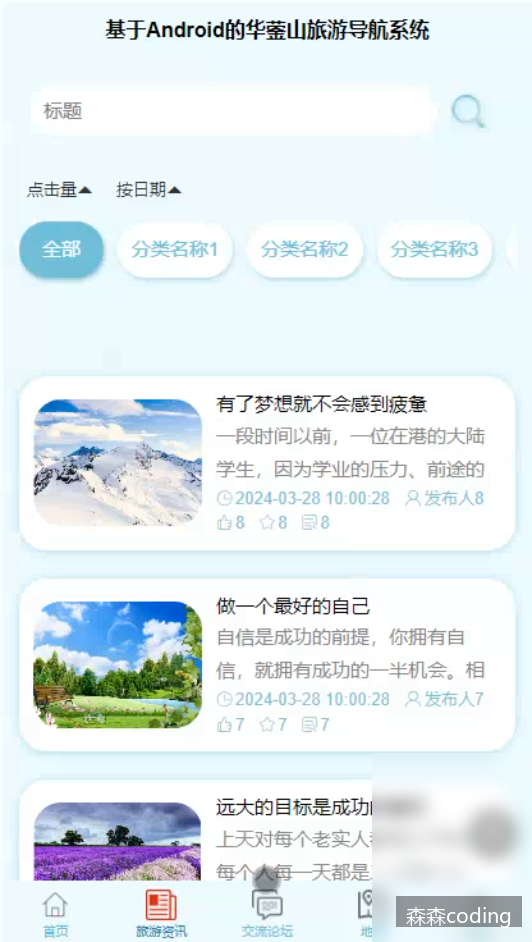 基于Android的华蓥山旅游导航系统
标题
点击量 按日期
全部 分类名称1 分类名称2 分类名称3
有了梦想就不会感到疲惫
一段时间以前，一位在港的大陆
学生，因为学业的压力、前途的
2024-03-28 10:00:28 发布人8
8 8 8
做一个最好的自己
自信是成功的前提，你拥有自
信，就拥有成功的一半机会。相
2024-03-28 10:00:28 发布人7
7 7 7
远大的目标是成功
上天对每个老实人
每个人每一天都是
首页 旅游资讯 交流论坛 地
森森coding